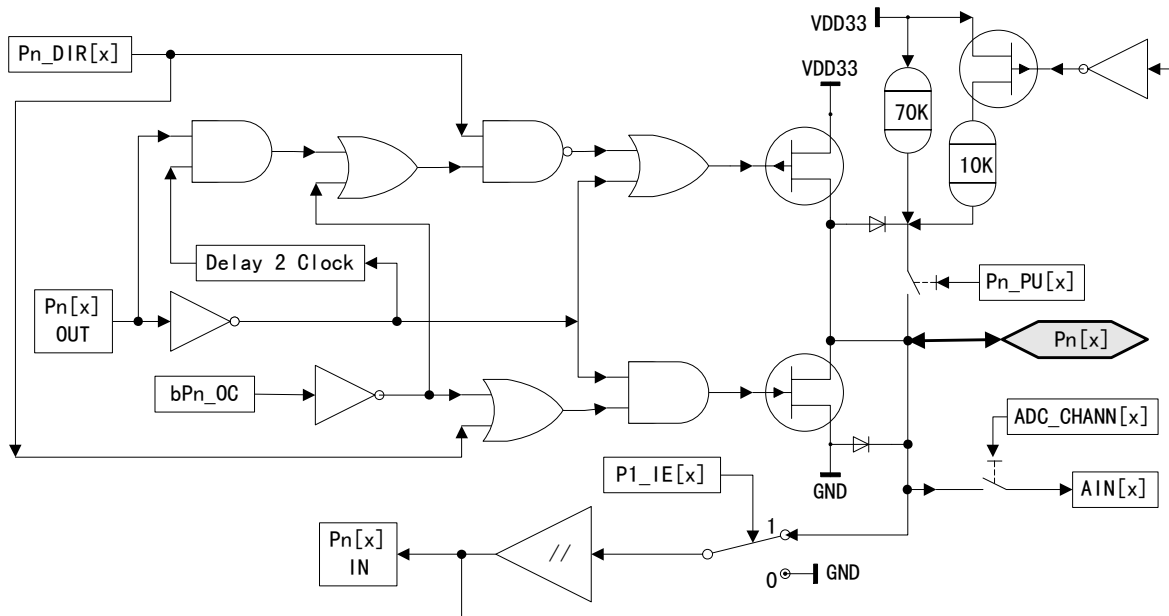 VDD33
Pn_DIR[x]
VDD33
70K
10K
Delay 2 Clock
Pn_PU[x]
Pn[x]
OUT
Pn[x]
bPn_OC
ADC_CHANN[x]
P1_IE[x]
GND
AIN[x]
1
Pn[x]
IN
//
0
GND